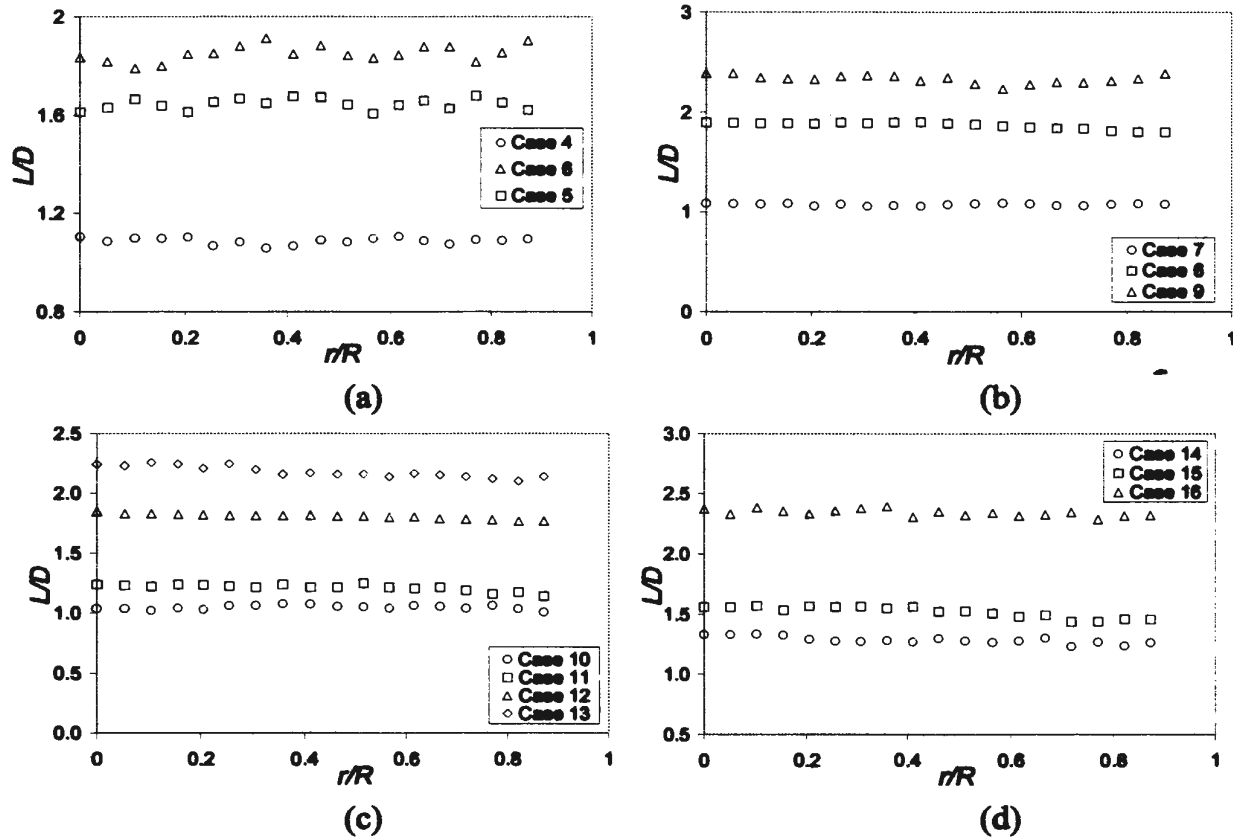 2
1.6
1.2
0.8
L/D
Case 4
Case 6
Case 5
0 0.2 0.4 0.6 0.8 1
r/R
(a)
3
2
1
0
L/D
Case 7
Case 8
Case 9
0 0.2 0.4 0.6 0.8 1
r/R
(b)
2.5
2.0
1.5
1.0
0.5
0.0
L/D
Case 10
Case 11
Case 12
Case 13
0 0.2 0.4 0.6 0.8 1
r/R
(c)
3.0
2.5
2.0
1.5
1.0
0.5
L/D
Case 14
Case 15
Case 16
0 0.2 0.4 0.6 0.8 1
r/R
(d)